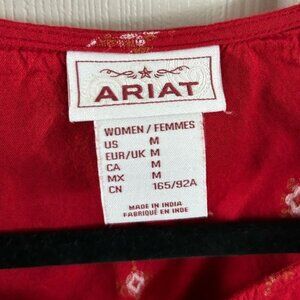 ARIAT
WOMEN / FEMMES
US M
EUR/UK M
CA M
MX M
CN 165/92A
MADE IN INDIA
FABRIQUÉ EN INDE